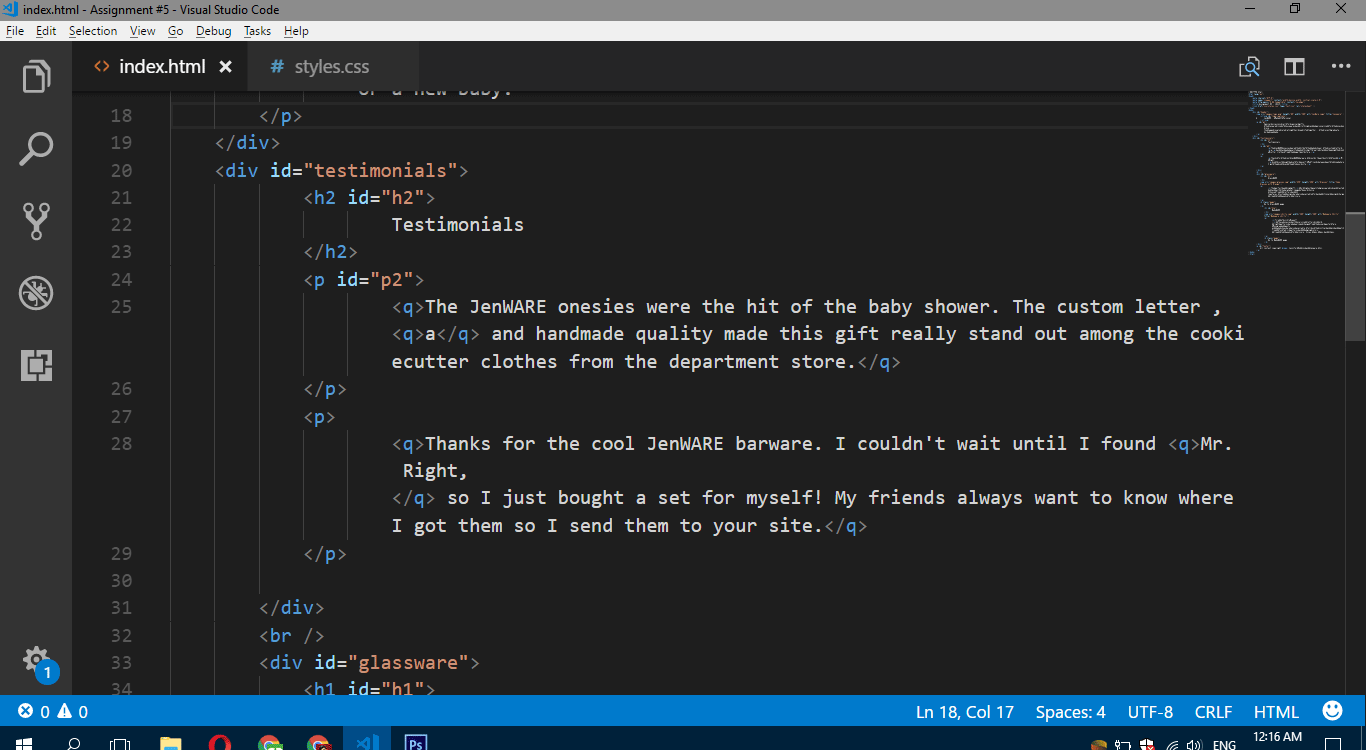 index.html - Assignment #5 - Visual Studio Code
File Edit Selection View Go Debug Tasks Help
<> index.html × # styles.css
or a new baby.
18 </p>
19 </div>
20 <div id="testimonials">
21 <h2 id="h2">
22 Testimonials
23 </h2>
24 <p id="p2">
25 <q>The JenWARE onesies were the hit of the baby shower. The custom letter ,
<q>a</q> and handmade quality made this gift really stand out among the cooki
ecutter clothes from the department store.</q>
26 </p>
27 <p>
28 <q>Thanks for the cool JenWARE barware. I couldn't wait until I found <q>Mr.
Right,
</q> so I just bought a set for myself! My friends always want to know where
I got them so I send them to your site.</q>
29 </p>
30
31 </div>
32 <br />
33 <div id="glassware">
34 <h1 id="h1">
1
0 0 Ln 18, Col 17 Spaces: 4 UTF-8 CRLF HTML
Ps ENG 12:16 AM